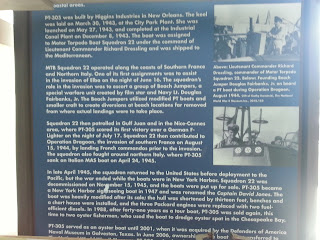 aerial areas.
PT-305 was built by Higgins Industries in New Orleans. The keel
was laid on March 30, 1943, at the City Park Plant. She was
launched on May 27, 1943, and completed at the Industrial
Canal Plant on December 8, 1943. The boat was assigned
to Motor Torpedo Boat Squadron 22 under the command of
Lieutenant Commander Richard Dressling and was shipped to
the Mediterranean.
MTB Squadron 22 operated along the coasts of Southern France
and Northern Italy. One of its first assignments was to assist
in the invasion of Elba on the night of June 16. The squadron's
role in the invasion was to assert a group of Beach Jumpers, a
special warfare unit created by film star and Navy Lt. Douglas
Fairbanks, Jr. The Beach Jumpers utilized modified PT boats and
smaller craft to create diversions at beach locations far removed
from where actual landings were to take place.
Squadron 22 then patrolled in Gulf Juan and in the Nice-Cannes
area, where PT-305 scored its first victory over a German F-
Lighter on the night of July 17. Squadron 22 then contributed to
Operation Dragoon, the invasion of southern France on August
15, 1944, by landing French commandos prior to the invasion.
The squadron also fought around northern Italy, where PT-305
sank an Italian MAS boat on April 24, 1945.
In late April 1945, the squadron returned to the United States before deployment to the
Pacific, but the war ended while the boats were in New York Harbor. Squadron 22 was
decommissioned on November 15, 1945, and the boats were put up for sale. PT-305 became
a New York Harbor sightseeing boat in 1947 and was renamed the Captain David Jones. The
boat was heavily modified after its sale; the hull was shortened by thirteen feet, benches and
a chart house were installed, and the three Packard engines were replaced with two fuel-
efficient diesels. In 1988, after forty-one years as a tour boat, PT-305 was sold again, this
time to two oyster fishermen, who used the boat to dredge oyster spat in the Chesapeake Bay.
PT-305 served as an oyster boat until 2001, when it was acquired by the Defenders of America
Naval Museum in Galveston, Texas. In June 2006, ownership
Above: Lieutenant Commander Richard
Dressling, commander of Motor Torpedo
Squadron 22. Below: Founding Beach
Jumper Douglas Fairbanks, Jr. on board
a PT boat during Operation Dragoon,
August 1944.